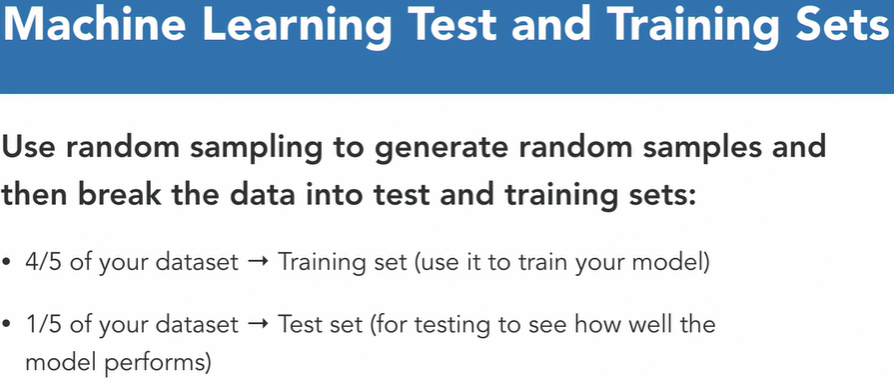 Machine Learning Test and Training Sets
Use random sampling to generate random samples and
then break the data into test and training sets:
• 4/5 of your dataset → Training set (use it to train your model)
• 1/5 of your dataset → Test set (for testing to see how well the
model performs)